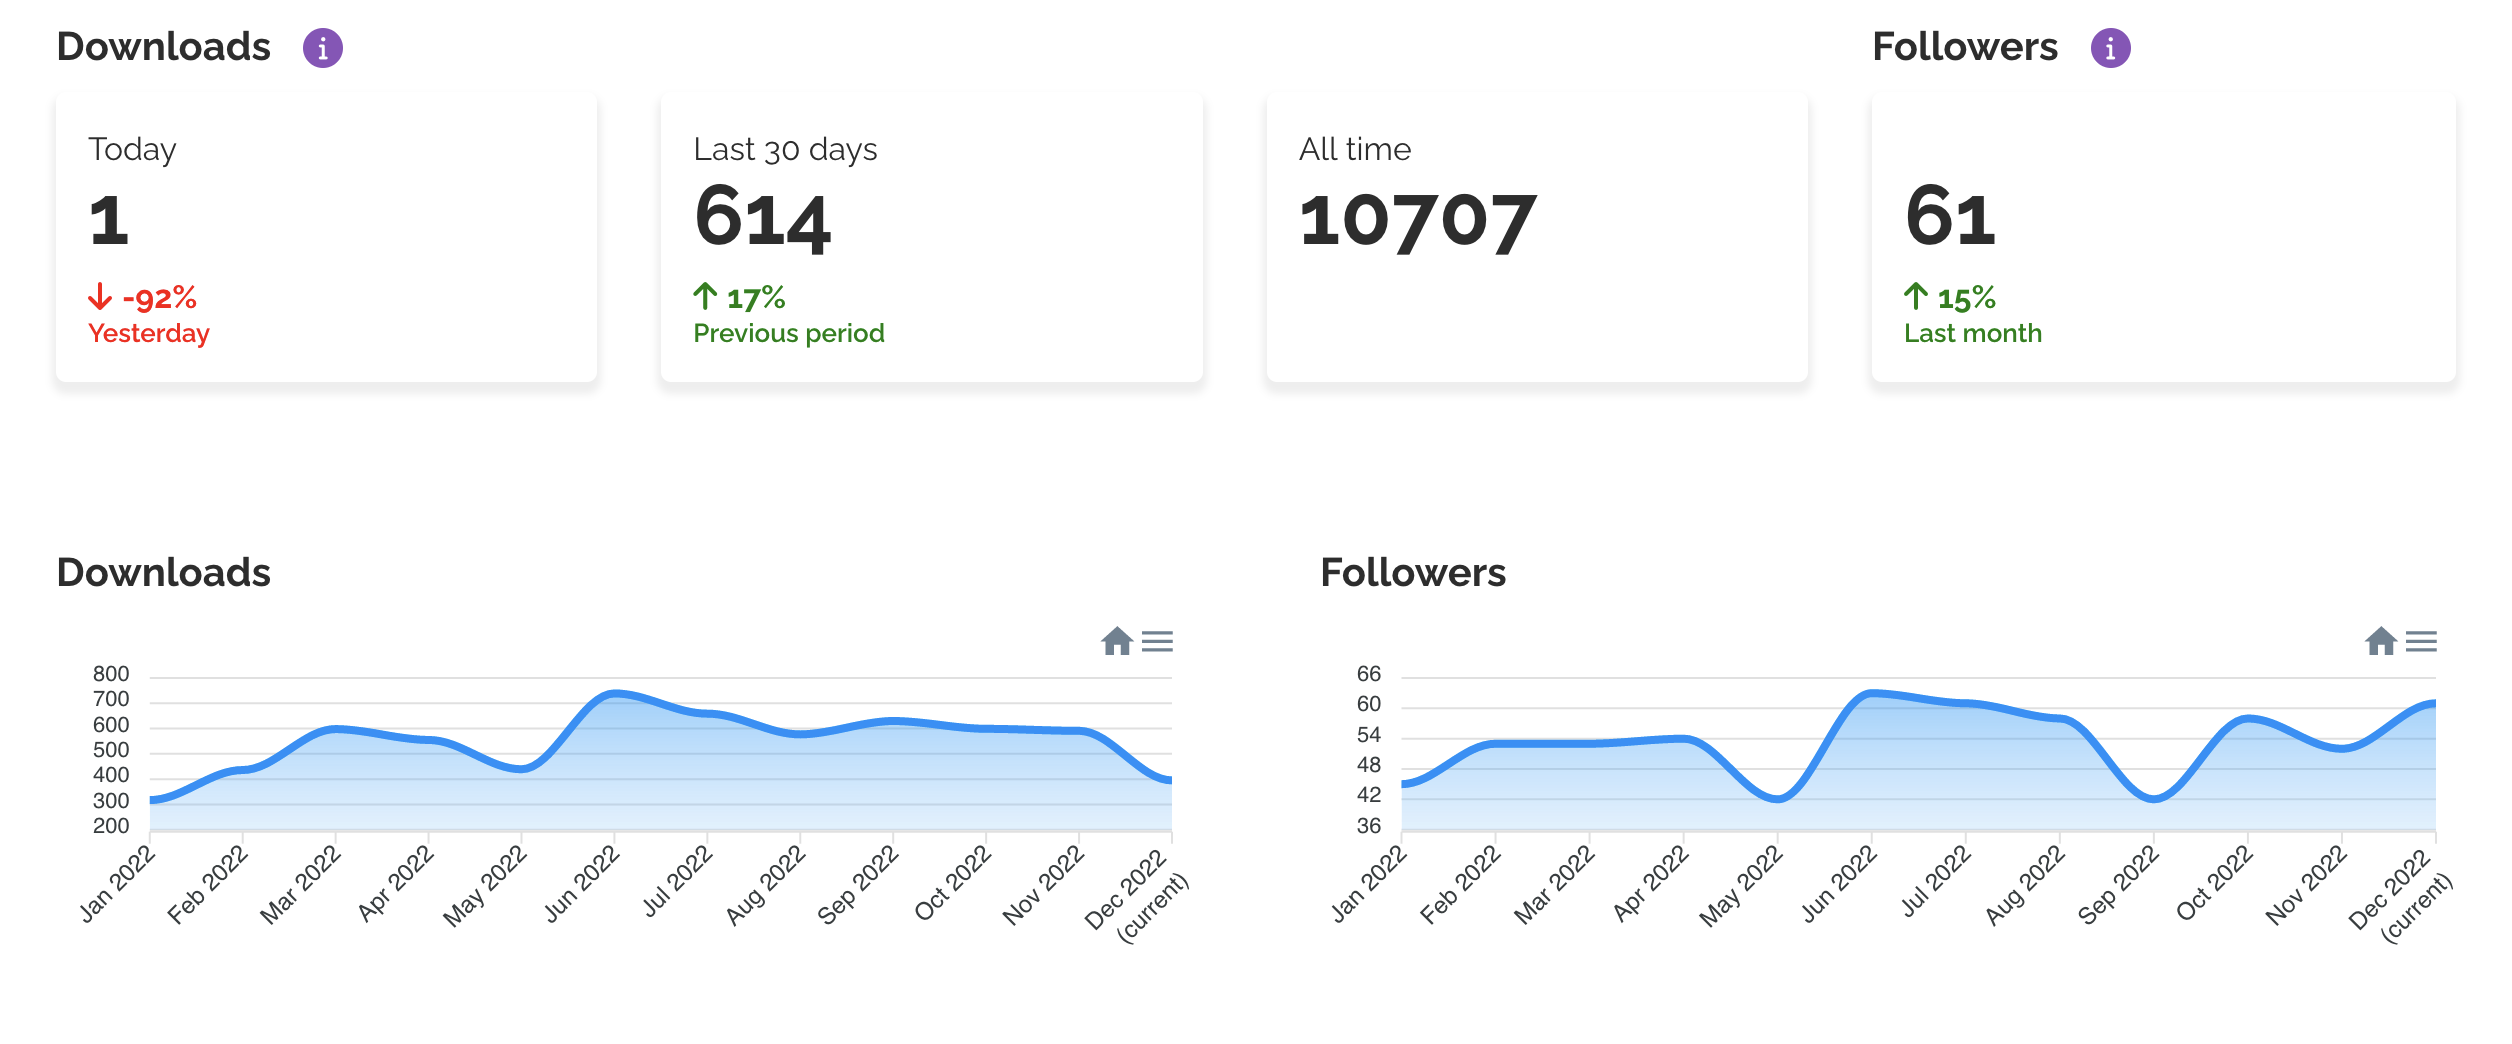 Downloads
Followers
Today
Last 30 days
All time
1
614
10707
61
-92%
17%
15%
Yesterday
Previous period
Last month
Downloads
Followers
800
700
600
500
400
300
200
Jan 2022
Feb 2022
Mar 2022
Apr 2022
May 2022
Jun 2022
Jul 2022
Aug 2022
Sep 2022
Oct 2022
Nov 2022
Dec 2022
(current)
66
60
54
48
42
36
Jan 2022
Feb 2022
Mar 2022
Apr 2022
May 2022
Jun 2022
Jul 2022
Aug 2022
Sep 2022
Oct 2022
Nov 2022
Dec 2022
(current)